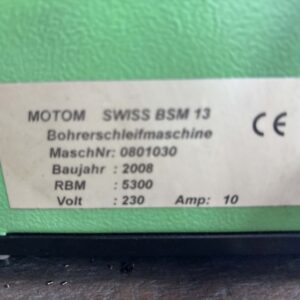 MOTOM SWISS BSM 13
Bohrerschleifmaschine
MaschNr: 0801030
Baujahr : 2008
RBM : 5300
Volt : 230 Amp: 10
CE